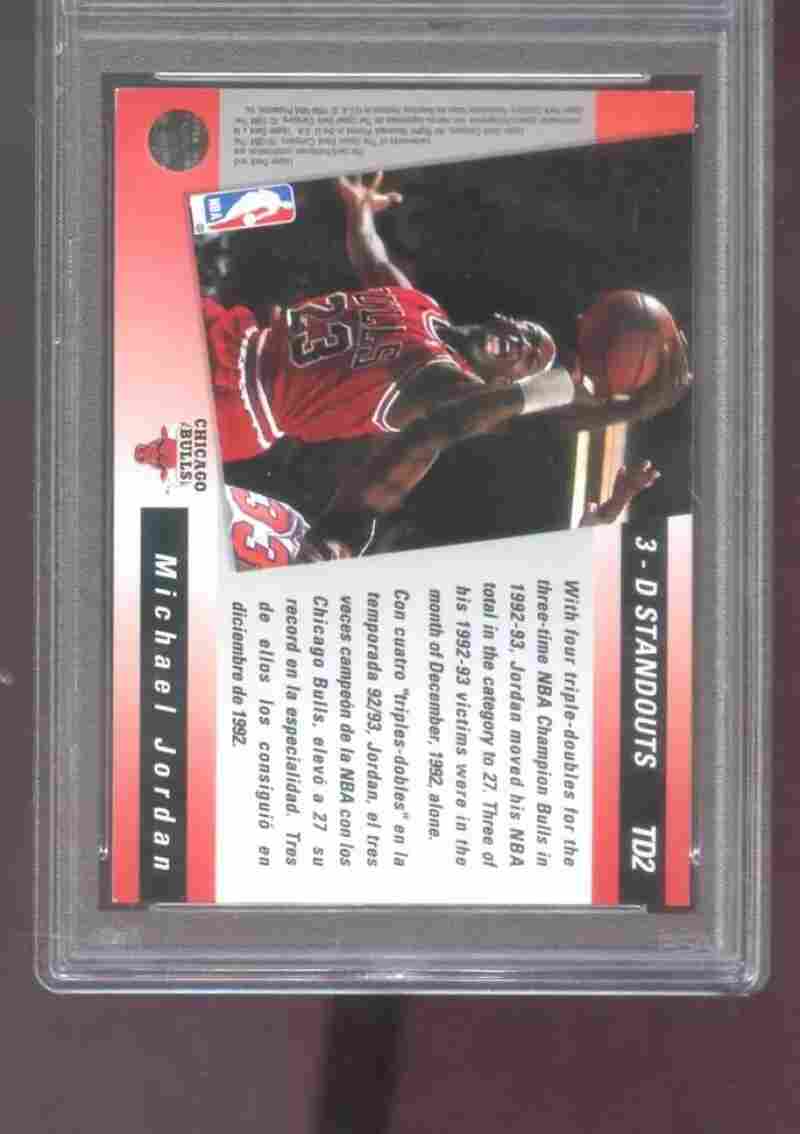 3-D STANDOUTS TD2
With four triple-doubles for the
three-time NBA Champion Bulls in
1992-93, Jordan moved his NBA
total in the category to 27. Three of
his 1992-93 victims were in the
month of December, 1992, alone.
Con cuatro "triples-dobles" en la
temporada 92/93, Jordan, el tres
veces campeón de la NBA con los
Chicago Bulls, elevó a 27 su
record en la especialidad. Tres
de ellos los consiguió en
diciembre de 1992.
Michael Jordan
CHICAGO
BULLS
NBA
BULLS
23
33